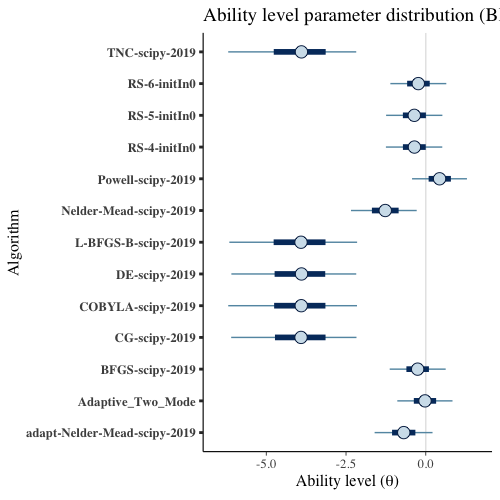 Ability level parameter distribution (B
TNC-scipy-2019
RS-6-initIn0
RS-5-initIn0
RS-4-initIn0
Powell-scipy-2019
Nelder-Mead-scipy-2019
L-BFGS-B-scipy-2019
DE-scipy-2019
COBYLA-scipy-2019
CG-scipy-2019
BFGS-scipy-2019
Adaptive_Two_Mode
adapt-Nelder-Mead-scipy-2019
Algorithm
-5.0 -2.5 0.0
Ability level (θ)